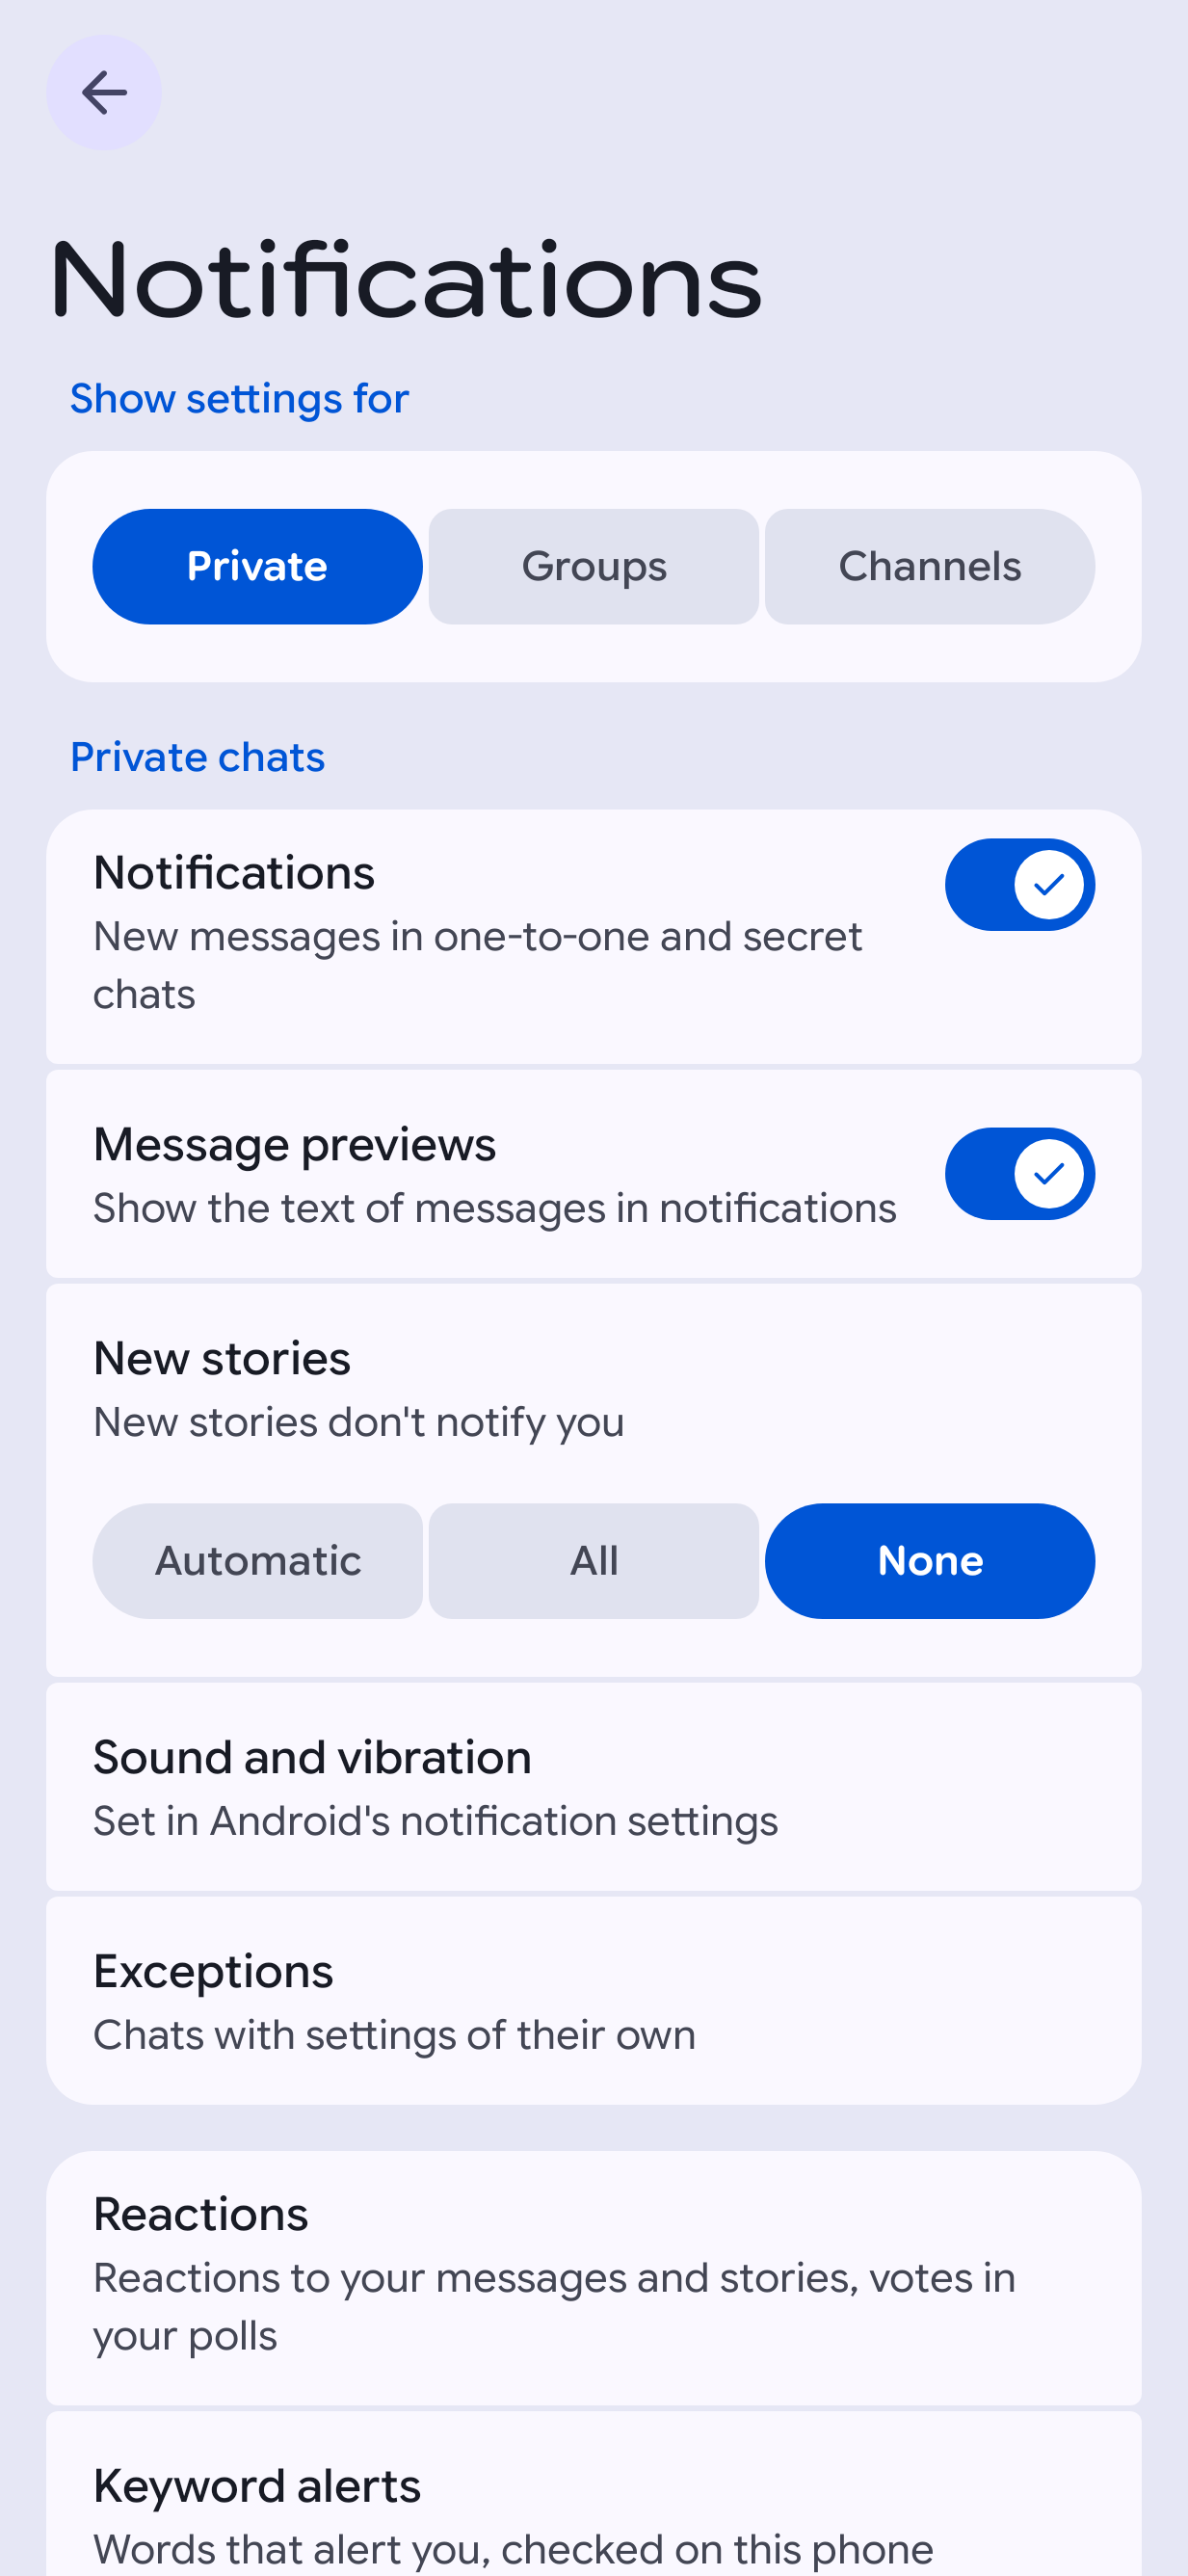 Notifications
Show settings for
Private
Groups
Channels
Private chats
Notifications
New messages in one-to-one and secret
chats
Message previews
Show the text of messages in notifications
New stories
New stories don't notify you
Automatic
All
None
Sound and vibration
Set in Android's notification settings
Exceptions
Chats with settings of their own
Reactions
Reactions to your messages and stories, votes in
your polls
Keyword alerts
Words that alert you, checked on this phone